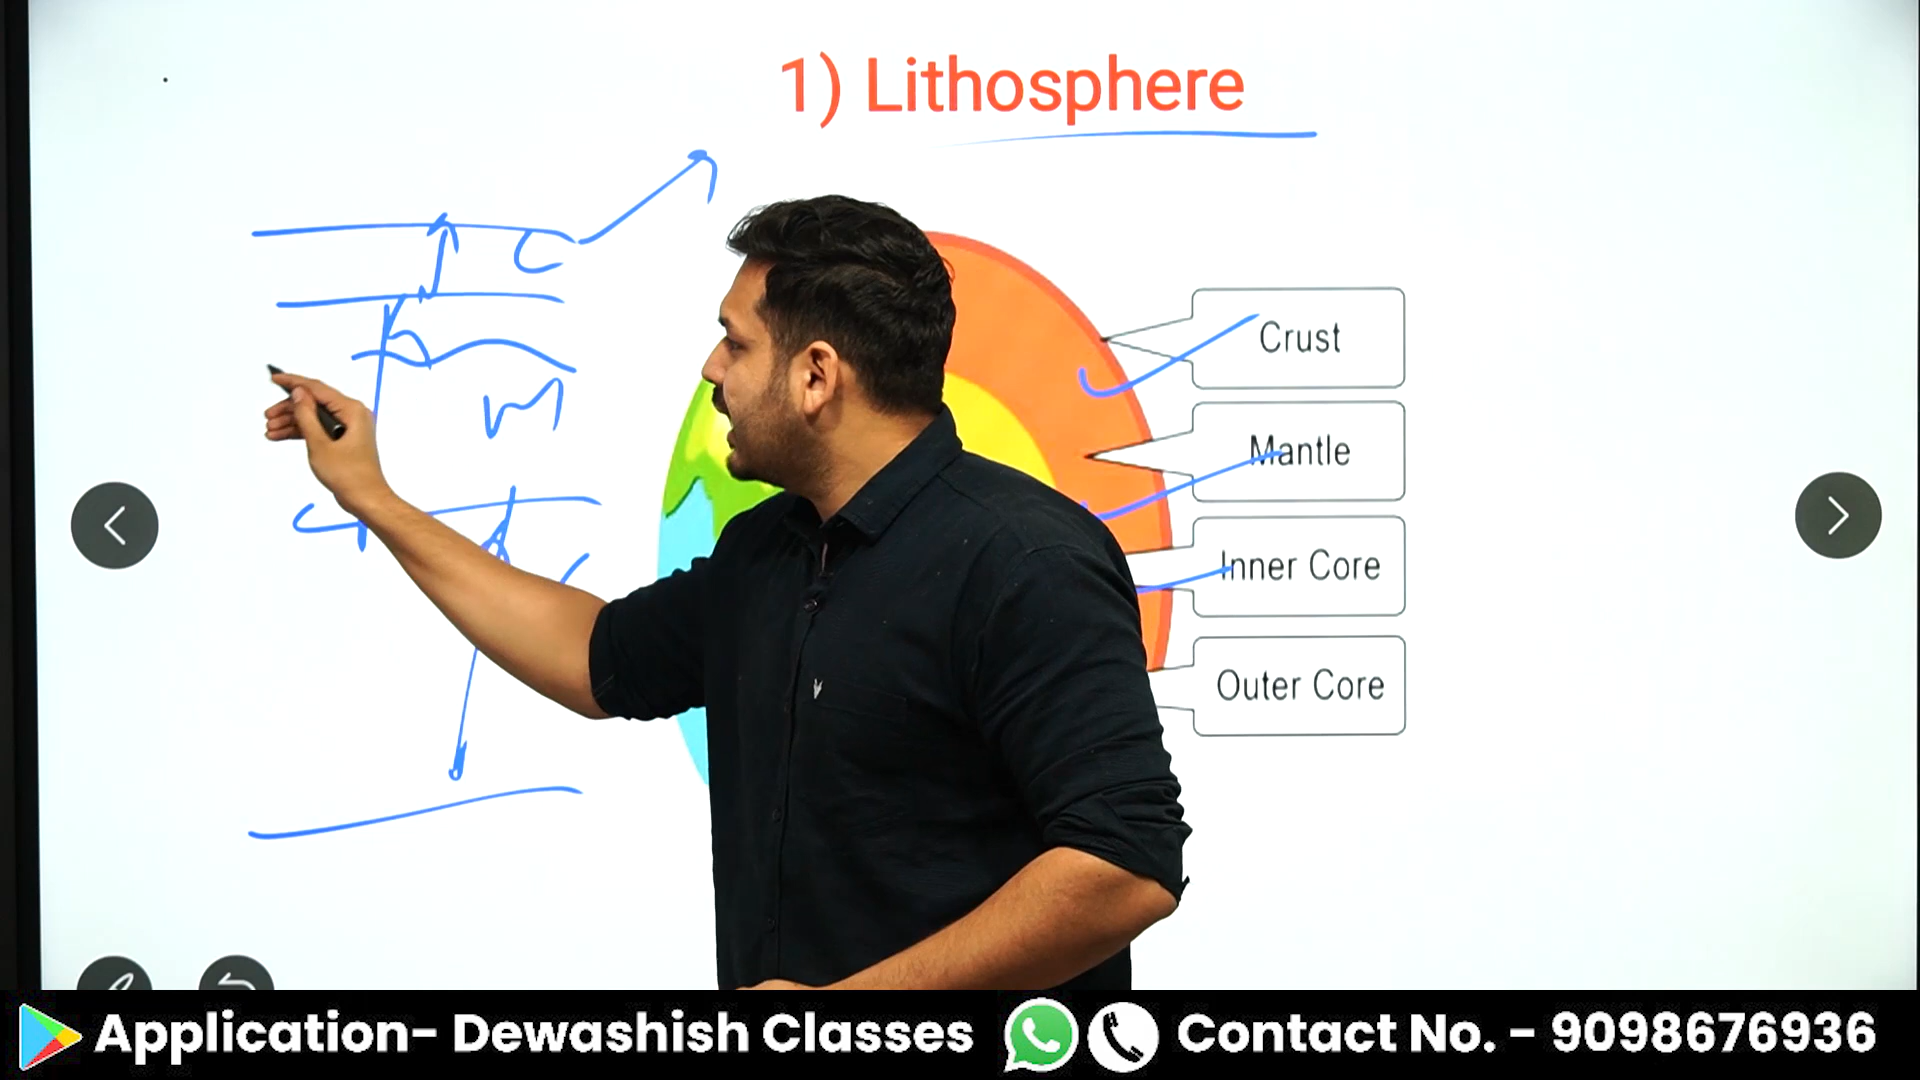 1) Lithosphere
C
M
Crust
Mantle
Inner Core
Outer Core
Application- Dewashish Classes
Contact No. - 9098676936